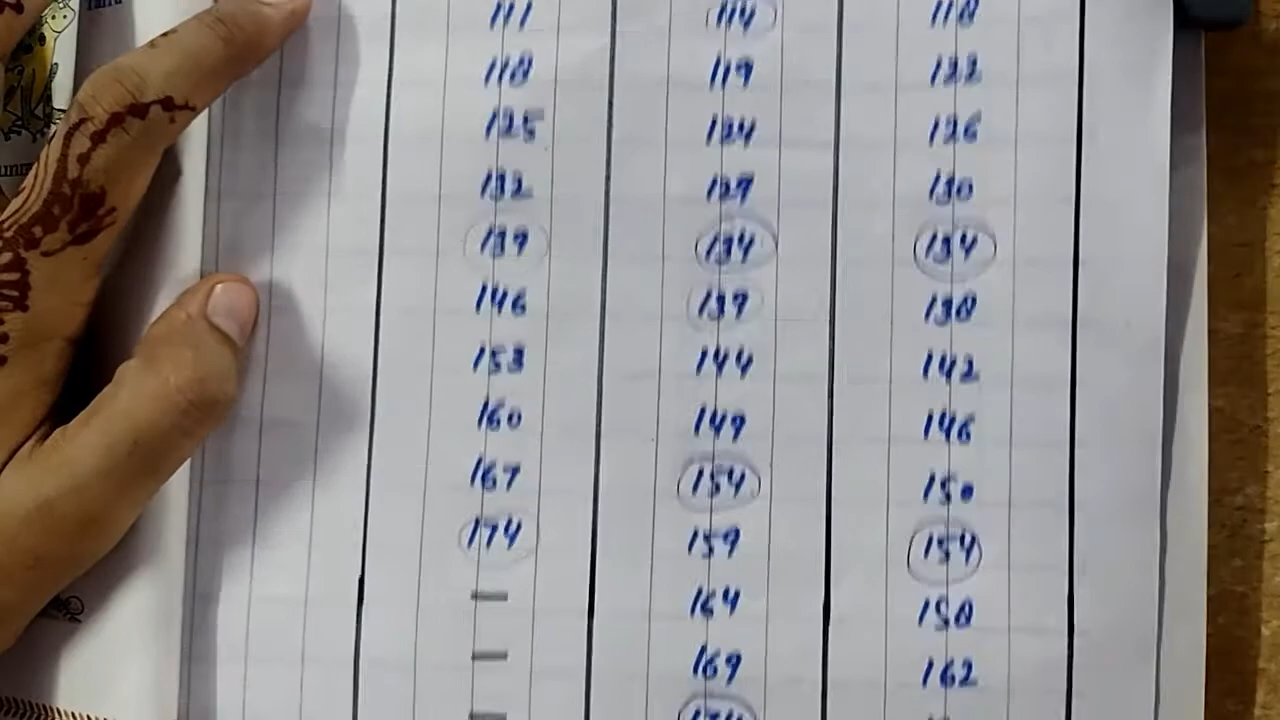 111 114 118
118 119 122
125 124 126
132 129 130
139 134 134
146 139 138
153 144 142
160 149 146
167 154 150
174 159 154
— 164 158
— 169 162
—